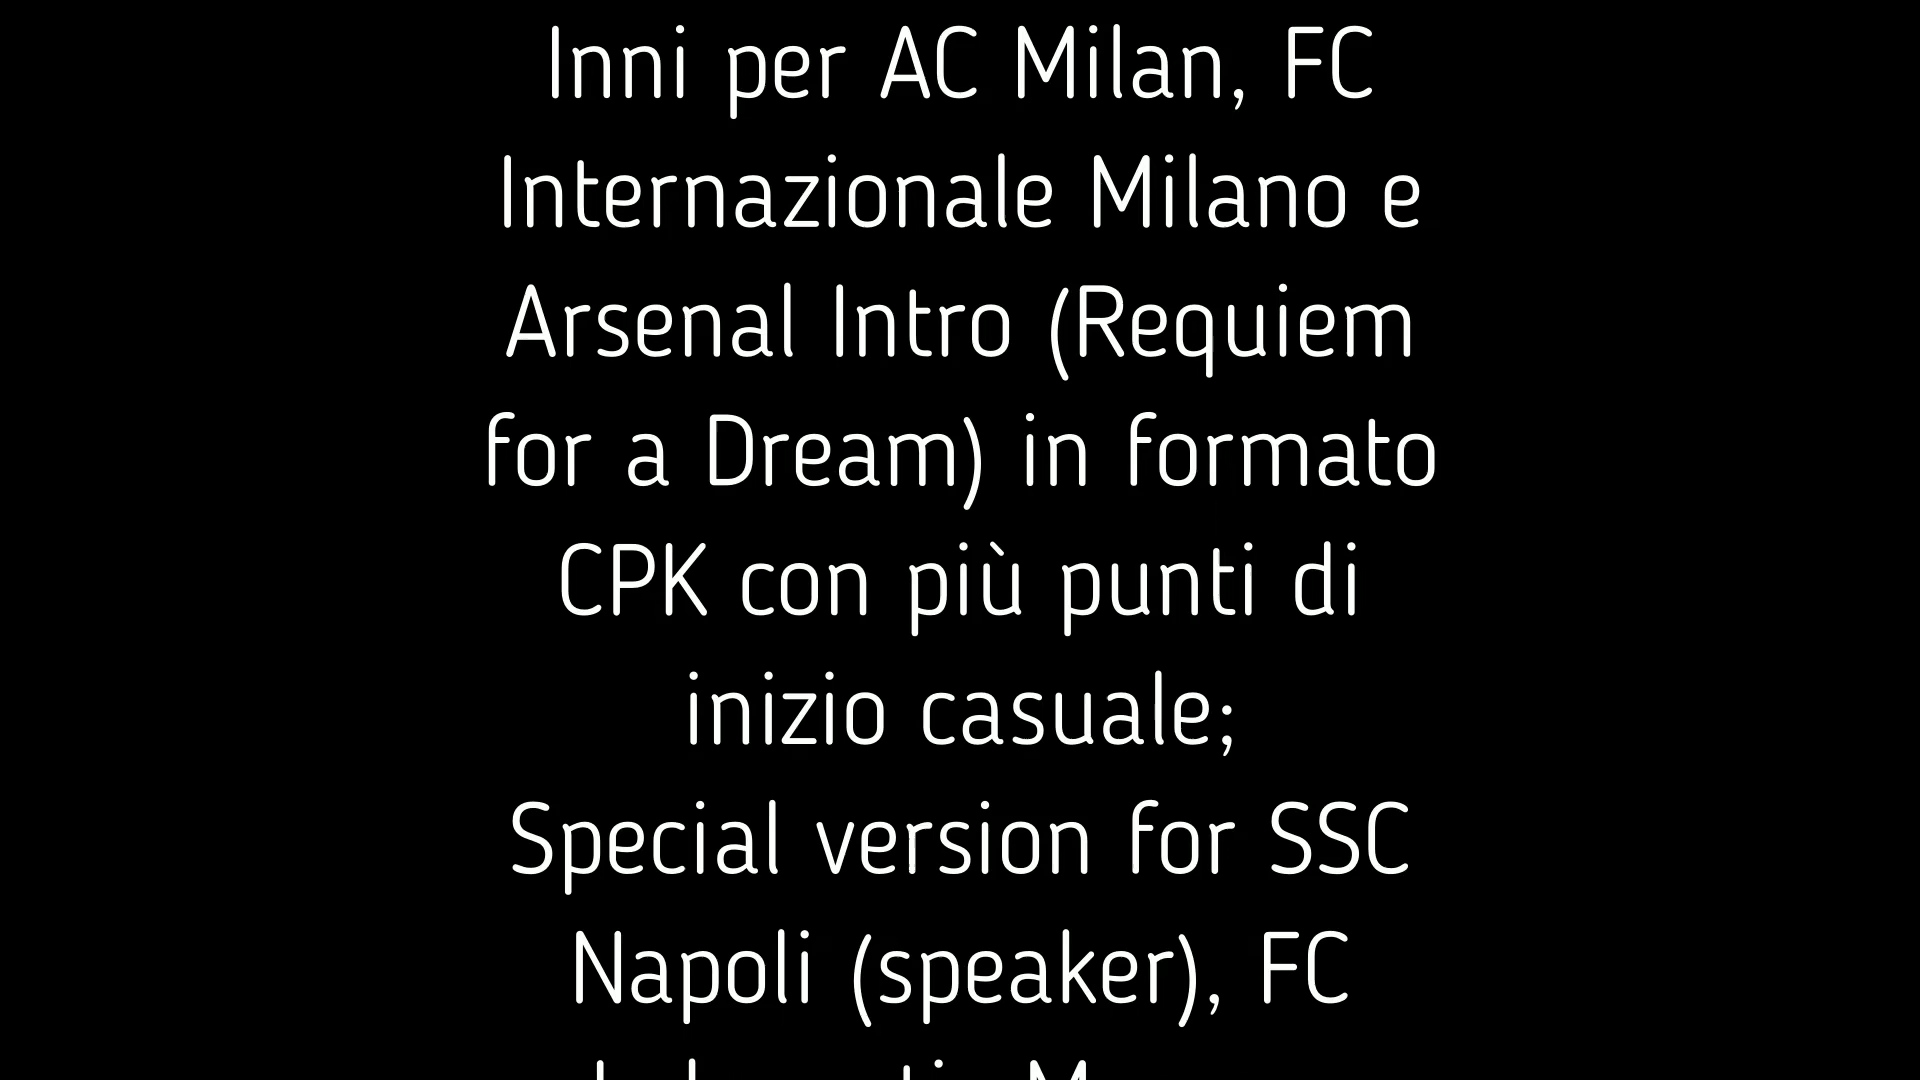 Inni per AC Milan, FC
Internazionale Milano e
Arsenal Intro (Requiem
for a Dream) in formato
CPK con più punti di
inizio casuale;
Special version for SSC
Napoli (speaker), FC